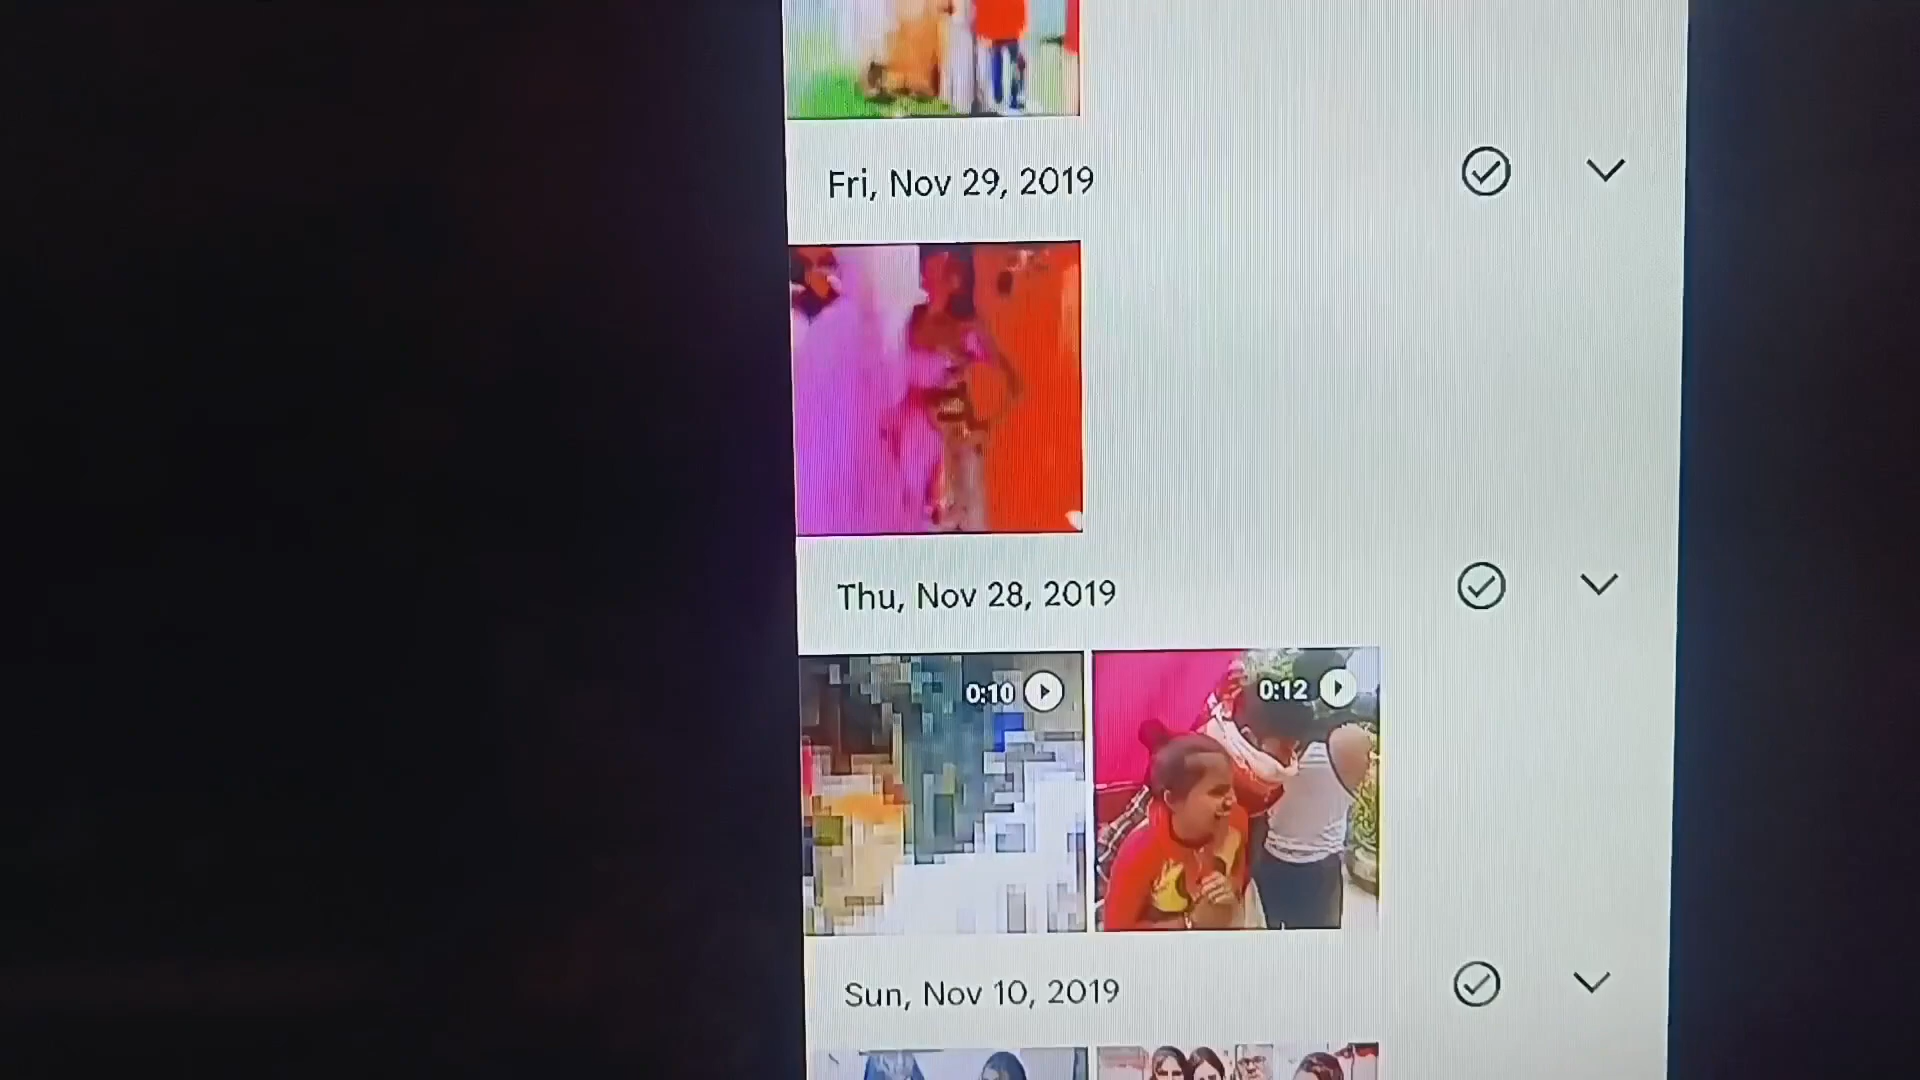 Fri, Nov 29, 2019
Thu, Nov 28, 2019
0:10
0:12
Sun, Nov 10, 2019